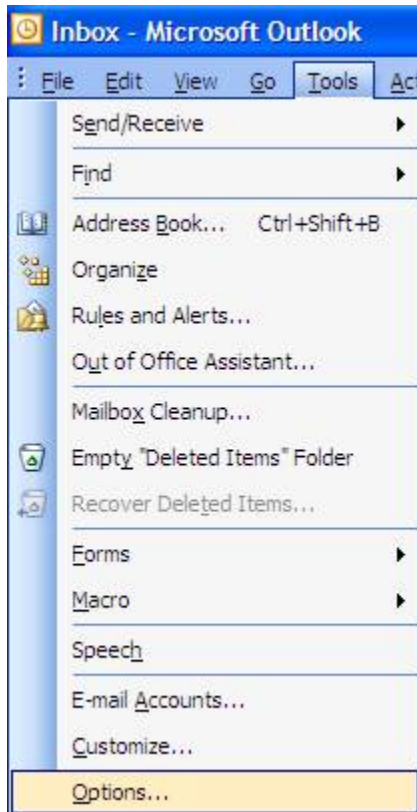 Inbox - Microsoft Outlook
File Edit View Go Tools Act
Send/Receive
Find
Address Book... Ctrl+Shift+B
Organize
Rules and Alerts...
Out of Office Assistant...
Mailbox Cleanup...
Empty "Deleted Items" Folder
Recover Deleted Items...
Forms
Macro
Speech
E-mail Accounts...
Customize...
Options...